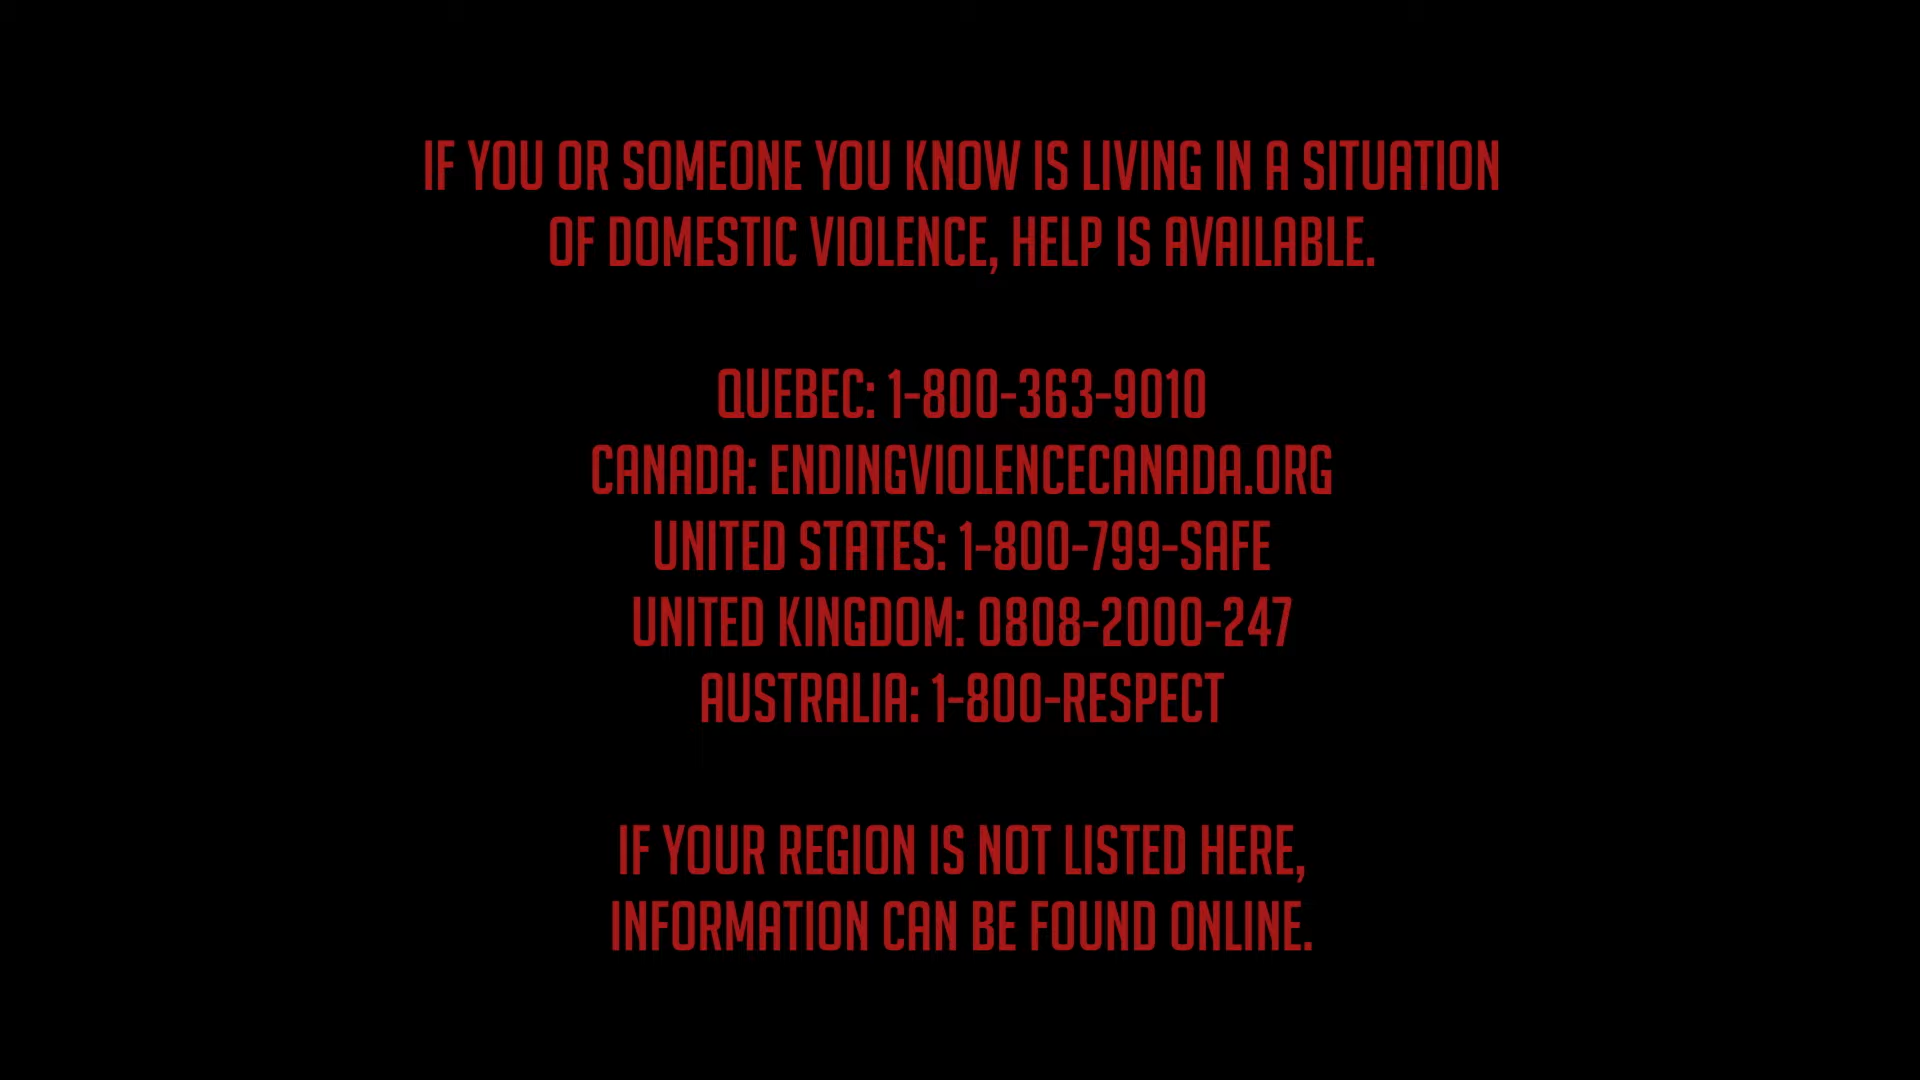 IF YOU OR SOMEONE YOU KNOW IS LIVING IN A SITUATION
OF DOMESTIC VIOLENCE, HELP IS AVAILABLE.
QUEBEC: 1-800-363-9010
CANADA: ENDINGVIOLENCECANADA.ORG
UNITED STATES: 1-800-799-SAFE
UNITED KINGDOM: 0808-2000-247
AUSTRALIA: 1-800-RESPECT
IF YOUR REGION IS NOT LISTED HERE,
INFORMATION CAN BE FOUND ONLINE.